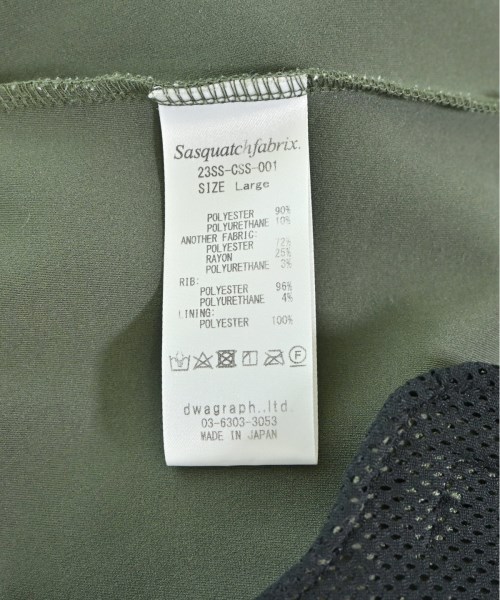 Sasquatchfabrix.
23SS-CSS-001
SIZE Large
POLYESTER 90%
POLYURETHANE 10%
ANOTHER FABRIC:
POLYESTER 72%
RAYON 25%
POLYURETHANE 3%
RIB:
POLYESTER 96%
POLYURETHANE 4%
LINING:
POLYESTER 100%
F
dwagraph.,ltd.
03-6303-3053
MADE IN JAPAN